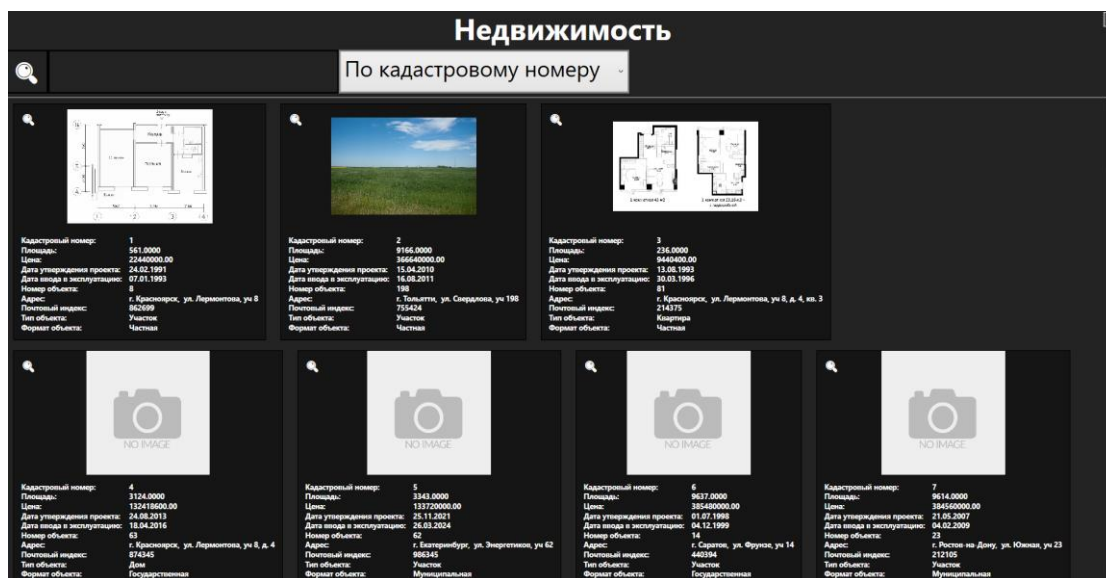 Недвижимость
По кадастровому номеру
Кадастровый номер: 1
Площадь: 561.0000
Цена: 22440000.00
Дата утверждения проекта: 24.02.1991
Дата ввода в эксплуатацию: 07.01.1993
Номер объекта: 8
Адрес: г. Красноярск, ул. Лермонтова, уч 8
Почтовый индекс: 862699
Тип объекта: Участок
Формат объекта: Частная
Кадастровый номер: 2
Площадь: 9166.0000
Цена: 366640000.00
Дата утверждения проекта: 15.04.2010
Дата ввода в эксплуатацию: 16.08.2011
Номер объекта: 198
Адрес: г. Тольятти, ул. Свердлова, уч 198
Почтовый индекс: 755424
Тип объекта: Участок
Формат объекта: Частная
Кадастровый номер: 3
Площадь: 236.0000
Цена: 9440400.00
Дата утверждения проекта: 13.08.1993
Дата ввода в эксплуатацию: 30.03.1996
Номер объекта: 81
Адрес: г. Красноярск, ул. Лермонтова, уч 8, д. 4, кв. 3
Почтовый индекс: 214375
Тип объекта: Квартира
Формат объекта: Частная
NO IMAGE
Кадастровый номер: 4
Площадь: 3124.0000
Цена: 132418600.00
Дата утверждения проекта: 24.08.2013
Дата ввода в эксплуатацию: 18.04.2016
Номер объекта: 63
Адрес: г. Красноярск, ул. Лермонтова, уч 8, д. 4
Почтовый индекс: 874345
Тип объекта: Дом
Формат объекта: Государственная
NO IMAGE
Кадастровый номер: 5
Площадь: 3343.0000
Цена: 133720000.00
Дата утверждения проекта: 25.11.2021
Дата ввода в эксплуатацию: 26.03.2024
Номер объекта: 62
Адрес: г. Екатеринбург, ул. Энергетиков, уч 62
Почтовый индекс: 986345
Тип объекта: Участок
Формат объекта: Муниципальная
NO IMAGE
Кадастровый номер: 6
Площадь: 9637.0000
Цена: 385480000.00
Дата утверждения проекта: 01.07.1998
Дата ввода в эксплуатацию: 04.12.1999
Номер объекта: 14
Адрес: г. Саратов, ул. Фрунзе, уч 14
Почтовый индекс: 440394
Тип объекта: Участок
Формат объекта: Государственная
NO IMAGE
Кадастровый номер: 7
Площадь: 9614.0000
Цена: 384560000.00
Дата утверждения проекта: 21.05.2007
Дата ввода в эксплуатацию: 04.02.2009
Номер объекта: 23
Адрес: г. Ростов-на-Дону, ул. Южная, уч 23
Почтовый индекс: 212105
Тип объекта: Участок
Формат объекта: Муниципальная